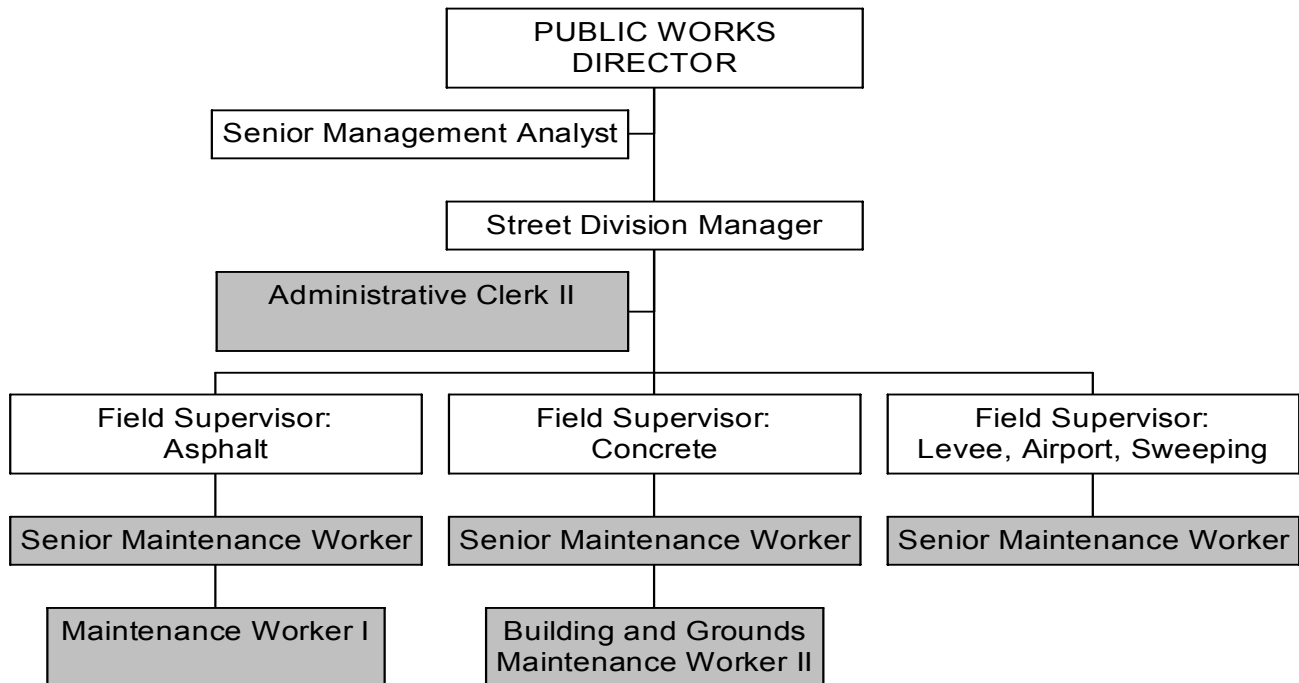 PUBLIC WORKS
DIRECTOR
Senior Management Analyst
Street Division Manager
Administrative Clerk II
Field Supervisor:
Asphalt
Field Supervisor:
Concrete
Field Supervisor:
Levee, Airport, Sweeping
Senior Maintenance Worker
Senior Maintenance Worker
Senior Maintenance Worker
Maintenance Worker I
Building and Grounds
Maintenance Worker II